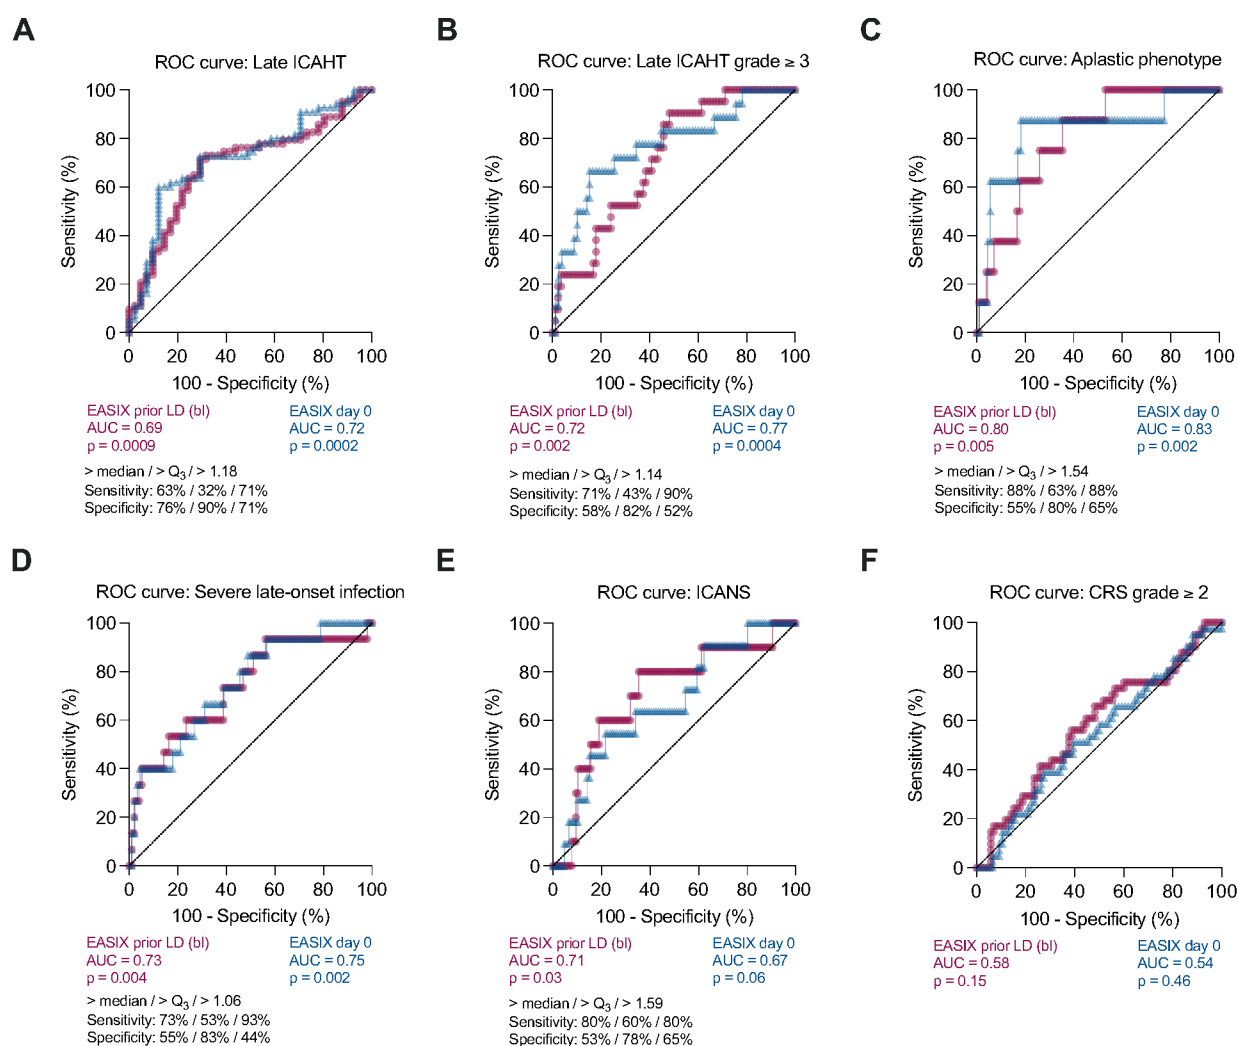 A
ROC curve: Late ICAHT
Sensitivity (%)
100
80
60
40
20
0
0 20 40 60 80 100
100 - Specificity (%)
EASIX prior LD (bl)
AUC = 0.69
p = 0.0009
EASIX day 0
AUC = 0.72
p = 0.0002
> median / > Q3 / > 1.18
Sensitivity: 63% / 32% / 71%
Specificity: 76% / 90% / 71%
B
ROC curve: Late ICAHT grade ≥ 3
Sensitivity (%)
100
80
60
40
20
0
0 20 40 60 80 100
100 - Specificity (%)
EASIX prior LD (bl)
AUC = 0.72
p = 0.002
EASIX day 0
AUC = 0.77
p = 0.0004
> median / > Q3 / > 1.14
Sensitivity: 71% / 43% / 90%
Specificity: 58% / 82% / 52%
C
ROC curve: Aplastic phenotype
Sensitivity (%)
100
80
60
40
20
0
0 20 40 60 80 100
100 - Specificity (%)
EASIX prior LD (bl)
AUC = 0.80
p = 0.005
EASIX day 0
AUC = 0.83
p = 0.002
> median / > Q3 / > 1.54
Sensitivity: 88% / 63% / 88%
Specificity: 55% / 80% / 65%
D
ROC curve: Severe late-onset infection
Sensitivity (%)
100
80
60
40
20
0
0 20 40 60 80 100
100 - Specificity (%)
EASIX prior LD (bl)
AUC = 0.73
p = 0.004
EASIX day 0
AUC = 0.75
p = 0.002
> median / > Q3 / > 1.06
Sensitivity: 73% / 53% / 93%
Specificity: 55% / 83% / 44%
E
ROC curve: ICANS
Sensitivity (%)
100
80
60
40
20
0
0 20 40 60 80 100
100 - Specificity (%)
EASIX prior LD (bl)
AUC = 0.71
p = 0.03
EASIX day 0
AUC = 0.67
p = 0.06
> median / > Q3 / > 1.59
Sensitivity: 80% / 60% / 80%
Specificity: 53% / 78% / 65%
F
ROC curve: CRS grade ≥ 2
Sensitivity (%)
100
80
60
40
20
0
0 20 40 60 80 100
100 - Specificity (%)
EASIX prior LD (bl)
AUC = 0.58
p = 0.15
EASIX day 0
AUC = 0.54
p = 0.46